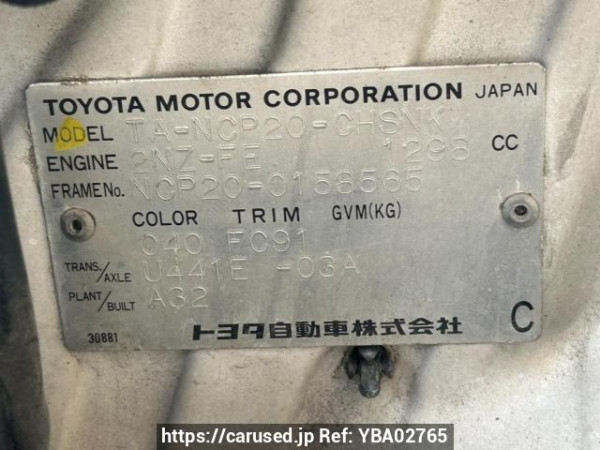 TOYOTA MOTOR CORPORATION JAPAN
MODEL TA-NCP20-CHSNK
ENGINE 2NZ-FE 1298 CC
FRAME No. NCP20-0158565
COLOR TRIM GVM(KG)
040 FC91
TRANS./AXLE U441E -03A
PLANT/BUILT A32
30881 トヨタ自動車株式会社 C
https://carused.jp Ref: YBA02765